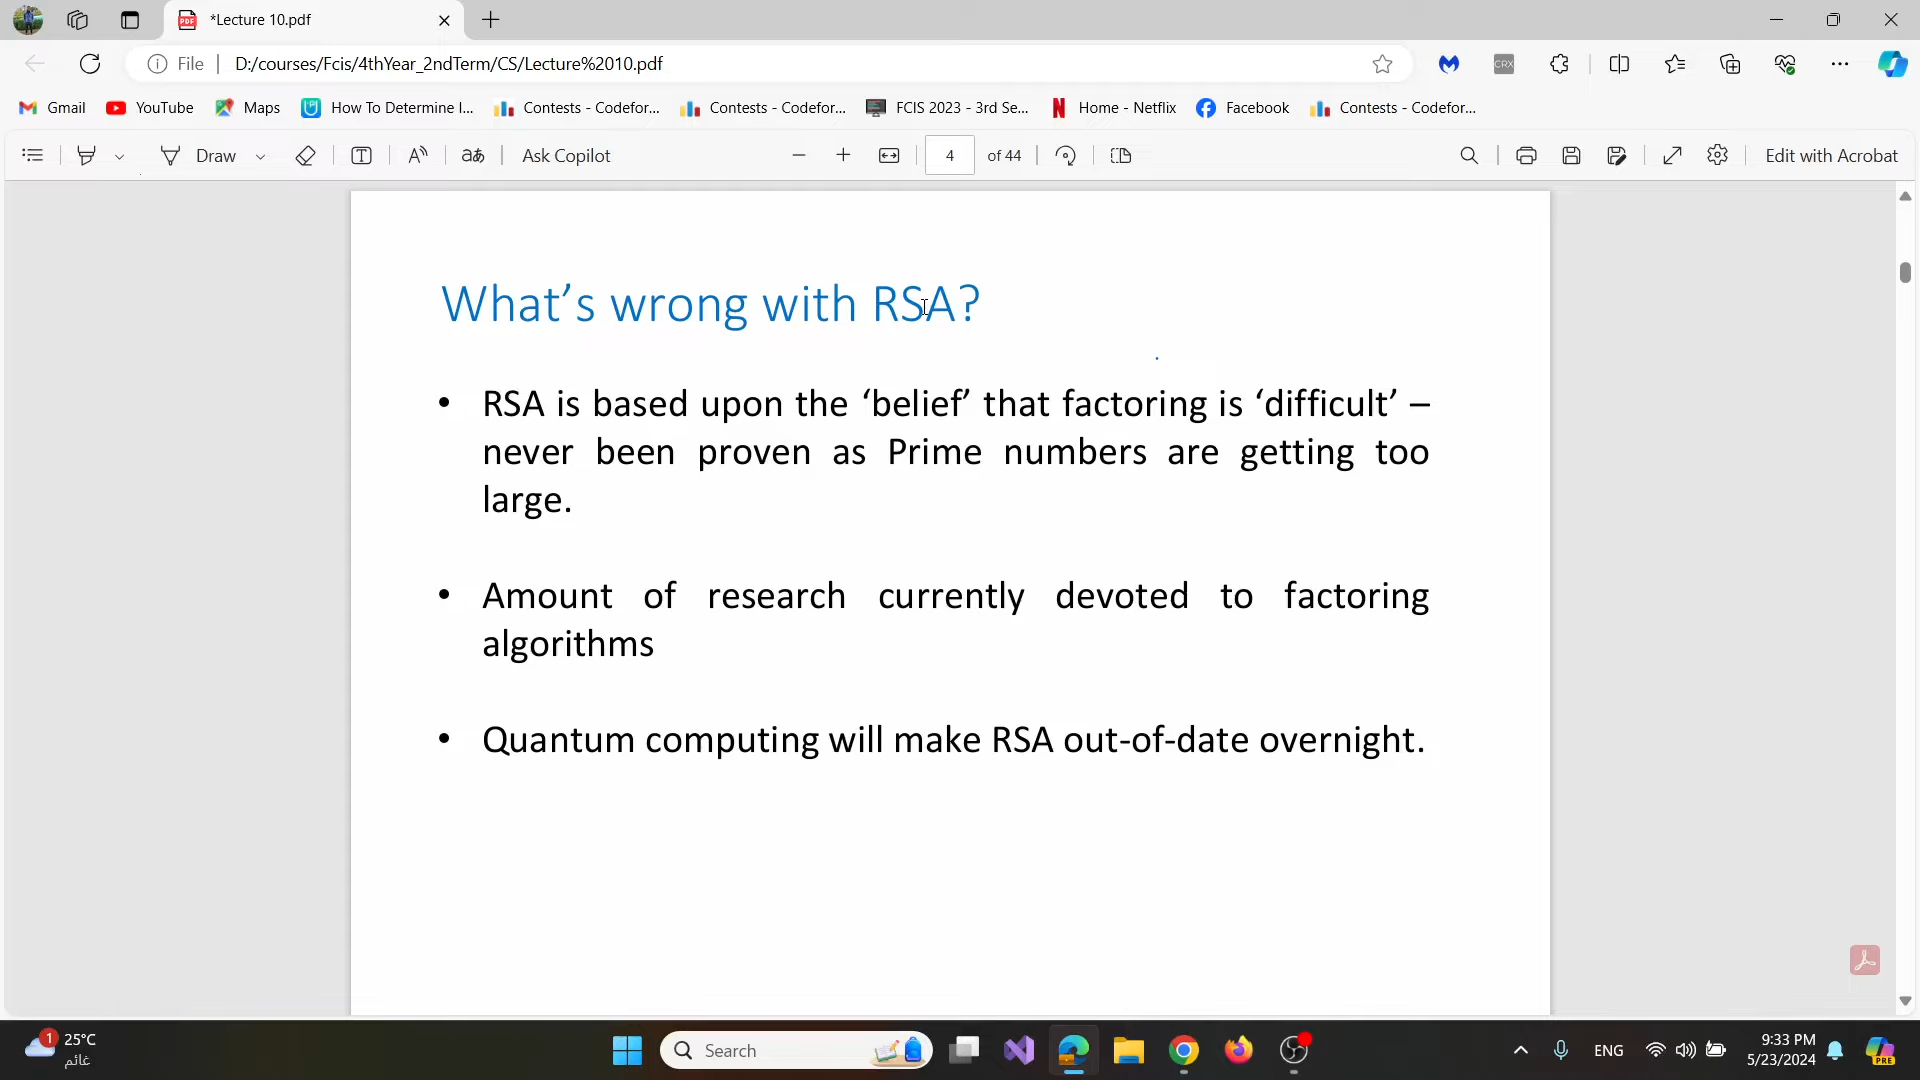 *Lecture 10.pdf
File
D:/courses/Fcis/4thYear_2ndTerm/CS/Lecture%2010.pdf
CRX
Gmail
YouTube
Maps
How To Determine I...
Contests - Codefor...
Contests - Codefor...
FCIS 2023 - 3rd Se...
Home - Netflix
Facebook
Contests - Codefor...
Draw
Ask Copilot
4 of 44
Edit with Acrobat
What’s wrong with RSA?
• RSA is based upon the ‘belief’ that factoring is ‘difficult’ –
never been proven as Prime numbers are getting too
large.
• Amount of research currently devoted to factoring
algorithms
• Quantum computing will make RSA out-of-date overnight.
1
25°C
غائم
Search
ENG
9:33 PM
5/23/2024
PRE